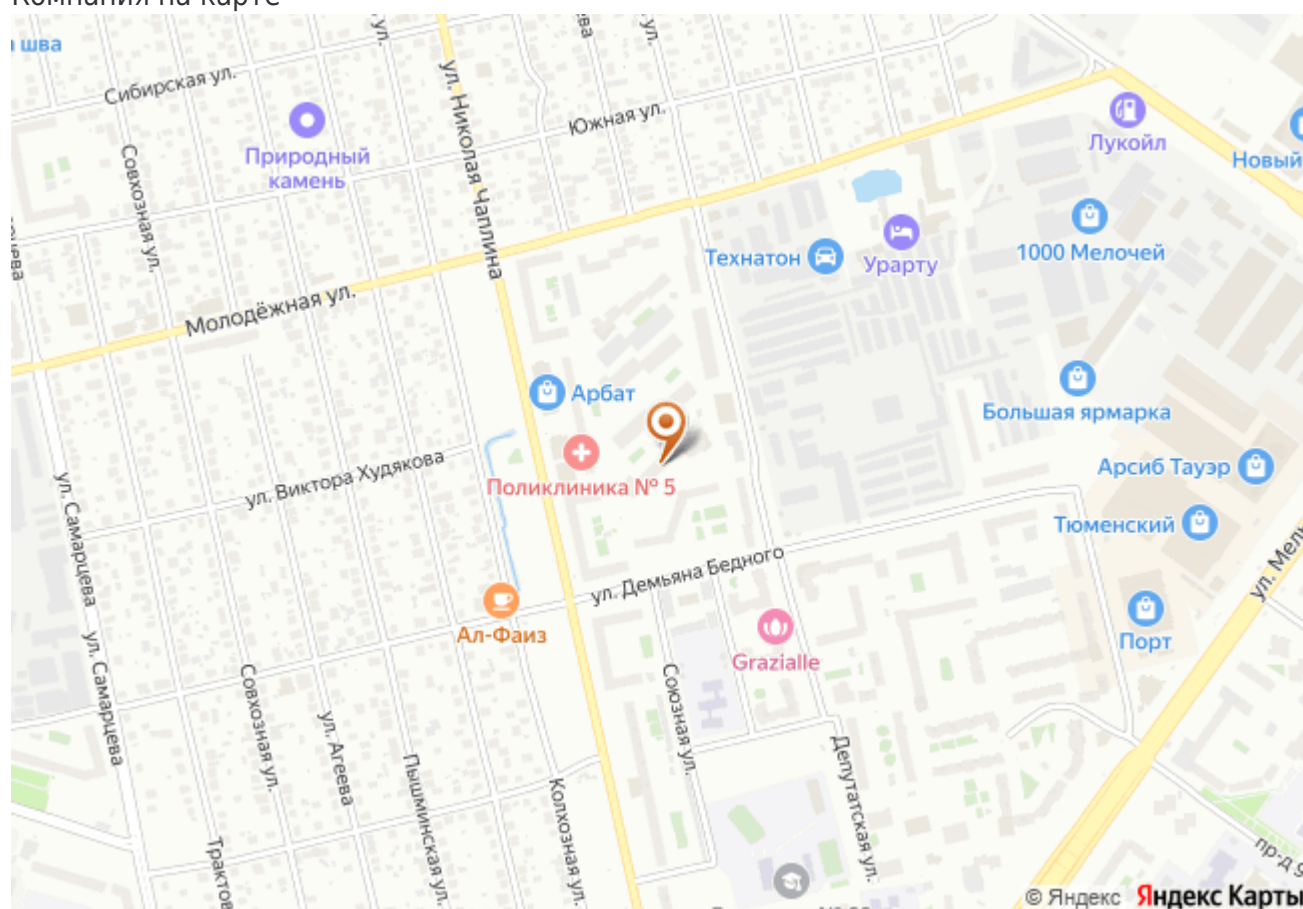 Компания на карте
шва
Сибирская ул.
ул.
ул.
Южная ул.
ул. Николая Чаплина
Природный
камень
Совхозная ул.
Лукойл
Новый
1000 Мелочей
Технатон
Урарту
Молодёжная ул.
Арбат
Большая ярмарка
Поликлиника № 5
ул. Виктора Худякова
Арсиб Тауэр
Тюменский
ул. Самарцева
ул. Демьяна Бедного
Ал-Фаиз
Grazialle
Порт
ул. Самарцева
Совхозная ул.
ул. Агеева
Пышминская ул.
Колхозная ул.
Союзная ул.
Депутатская ул.
© Яндекс Яндекс Карты